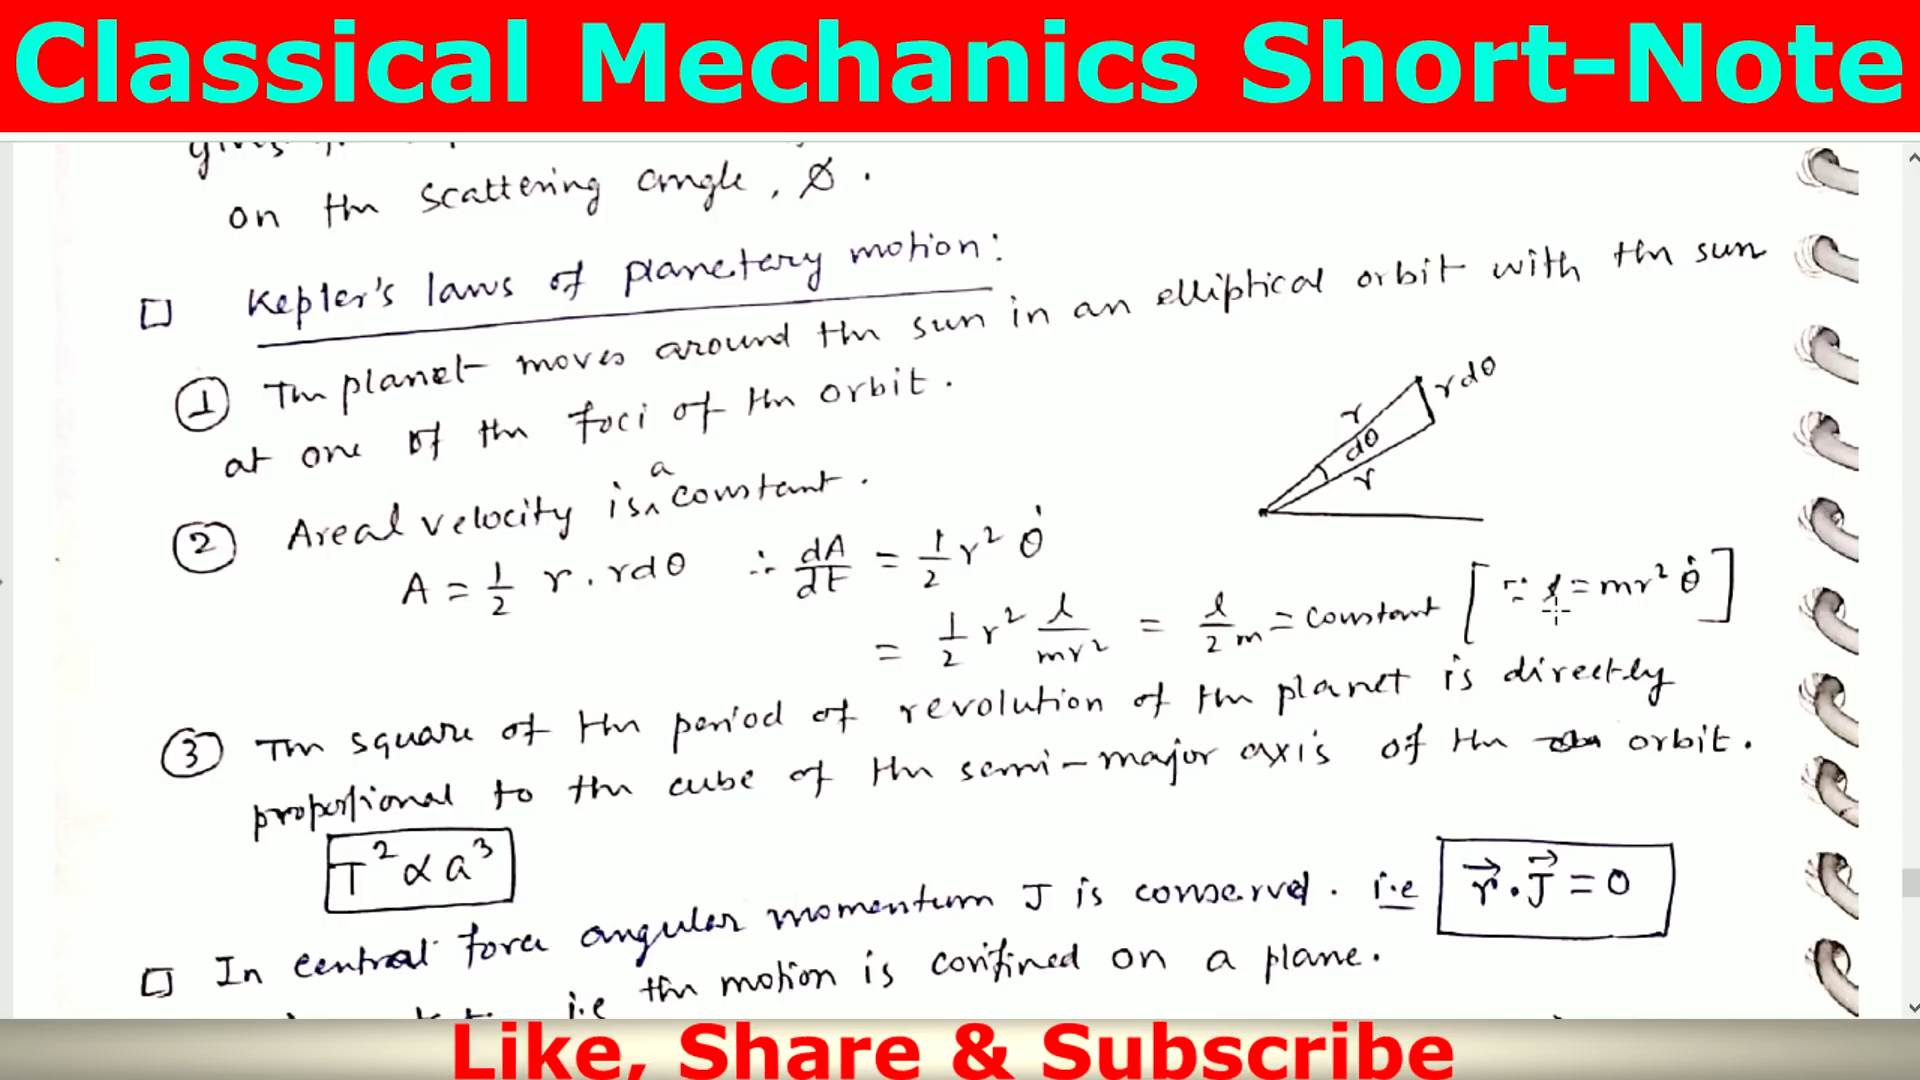 Classical Mechanics Short-Note
on the scattering angle, ϕ.
□ Kepler's laws of planetary motion:
① The planet moves around the sun in an elliptical orbit with the sun
at one of the foci of the orbit.
r rdθ
dθ
r
② Areal velocity is ^a constant.
A = 1/2 r . rdθ ∴ dA/dt = 1/2 r² θ̇
= 1/2 r² l/mr² = l/2m = constant [∵ l = mr² θ̇]
③ The square of the period of revolution of the planet is directly
proportional to the cube of the semi-major axis of the orbit.
T² ∝ a³
□ In central force angular momentum J is conserved. i.e r⃗ . J⃗ = 0
i.e the motion is confined on a plane.
Like, Share & Subscribe